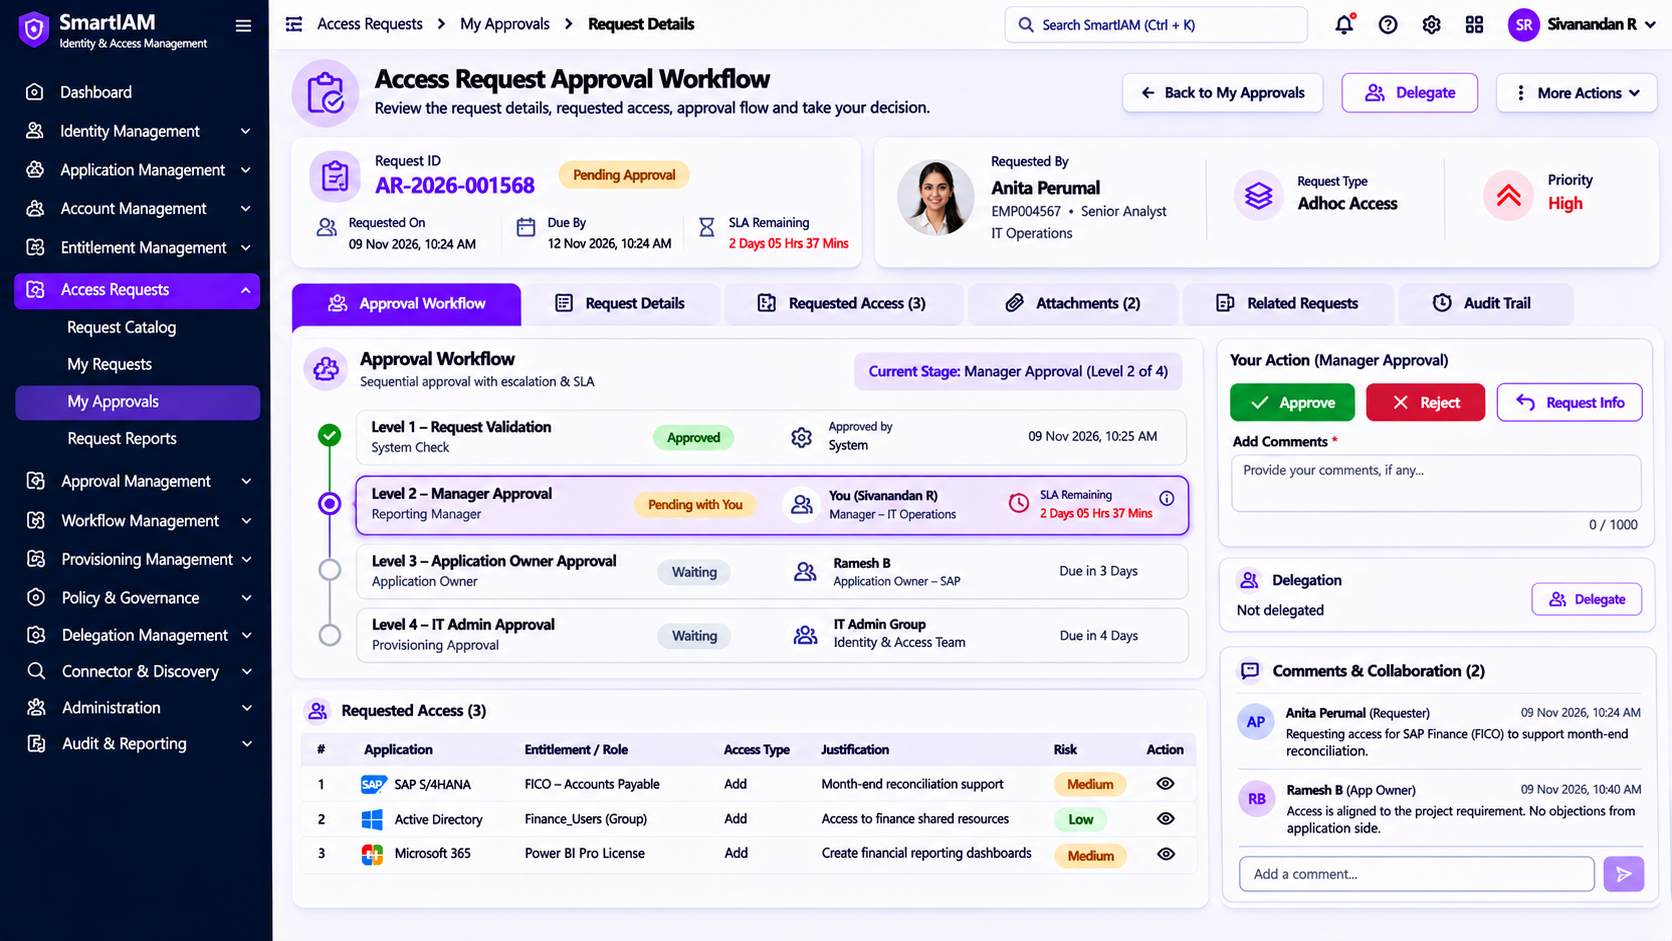 SmartIAM
Identity & Access Management
Dashboard
Identity Management
Application Management
Account Management
Entitlement Management
Access Requests
Request Catalog
My Requests
My Approvals
Request Reports
Approval Management
Workflow Management
Provisioning Management
Policy & Governance
Delegation Management
Connector & Discovery
Administration
Audit & Reporting
Access Requests > My Approvals > Request Details
Search SmartIAM (Ctrl + K)
SR Sivanandan R
Access Request Approval Workflow
Review the request details, requested access, approval flow and take your decision.
← Back to My Approvals
Delegate
More Actions
Request ID
AR-2026-001568
Pending Approval
Requested On
09 Nov 2026, 10:24 AM
Due By
12 Nov 2026, 10:24 AM
SLA Remaining
2 Days 05 Hrs 37 Mins
Requested By
Anita Perumal
EMP004567 • Senior Analyst
IT Operations
Request Type
Adhoc Access
Priority
High
Approval Workflow
Request Details
Requested Access (3)
Attachments (2)
Related Requests
Audit Trail
Approval Workflow
Sequential approval with escalation & SLA
Current Stage: Manager Approval (Level 2 of 4)
Level 1 – Request Validation
System Check
Approved
Approved by
System
09 Nov 2026, 10:25 AM
Level 2 – Manager Approval
Reporting Manager
Pending with You
You (Sivanandan R)
Manager – IT Operations
SLA Remaining
2 Days 05 Hrs 37 Mins
Level 3 – Application Owner Approval
Application Owner
Waiting
Ramesh B
Application Owner – SAP
Due in 3 Days
Level 4 – IT Admin Approval
Provisioning Approval
Waiting
IT Admin Group
Identity & Access Team
Due in 4 Days
Requested Access (3)
# Application Entitlement / Role Access Type Justification Risk Action
1 SAP SAP S/4HANA FICO – Accounts Payable Add Month-end reconciliation support Medium
2 Active Directory Finance_Users (Group) Add Access to finance shared resources Low
3 Microsoft 365 Power BI Pro License Add Create financial reporting dashboards Medium
Your Action (Manager Approval)
Approve
Reject
Request Info
Add Comments *
Provide your comments, if any...
0 / 1000
Delegation
Not delegated
Delegate
Comments & Collaboration (2)
AP
Anita Perumal (Requester) 09 Nov 2026, 10:24 AM
Requesting access for SAP Finance (FICO) to support month-end
reconciliation.
RB
Ramesh B (App Owner) 09 Nov 2026, 10:40 AM
Access is aligned to the project requirement. No objections from
application side.
Add a comment...